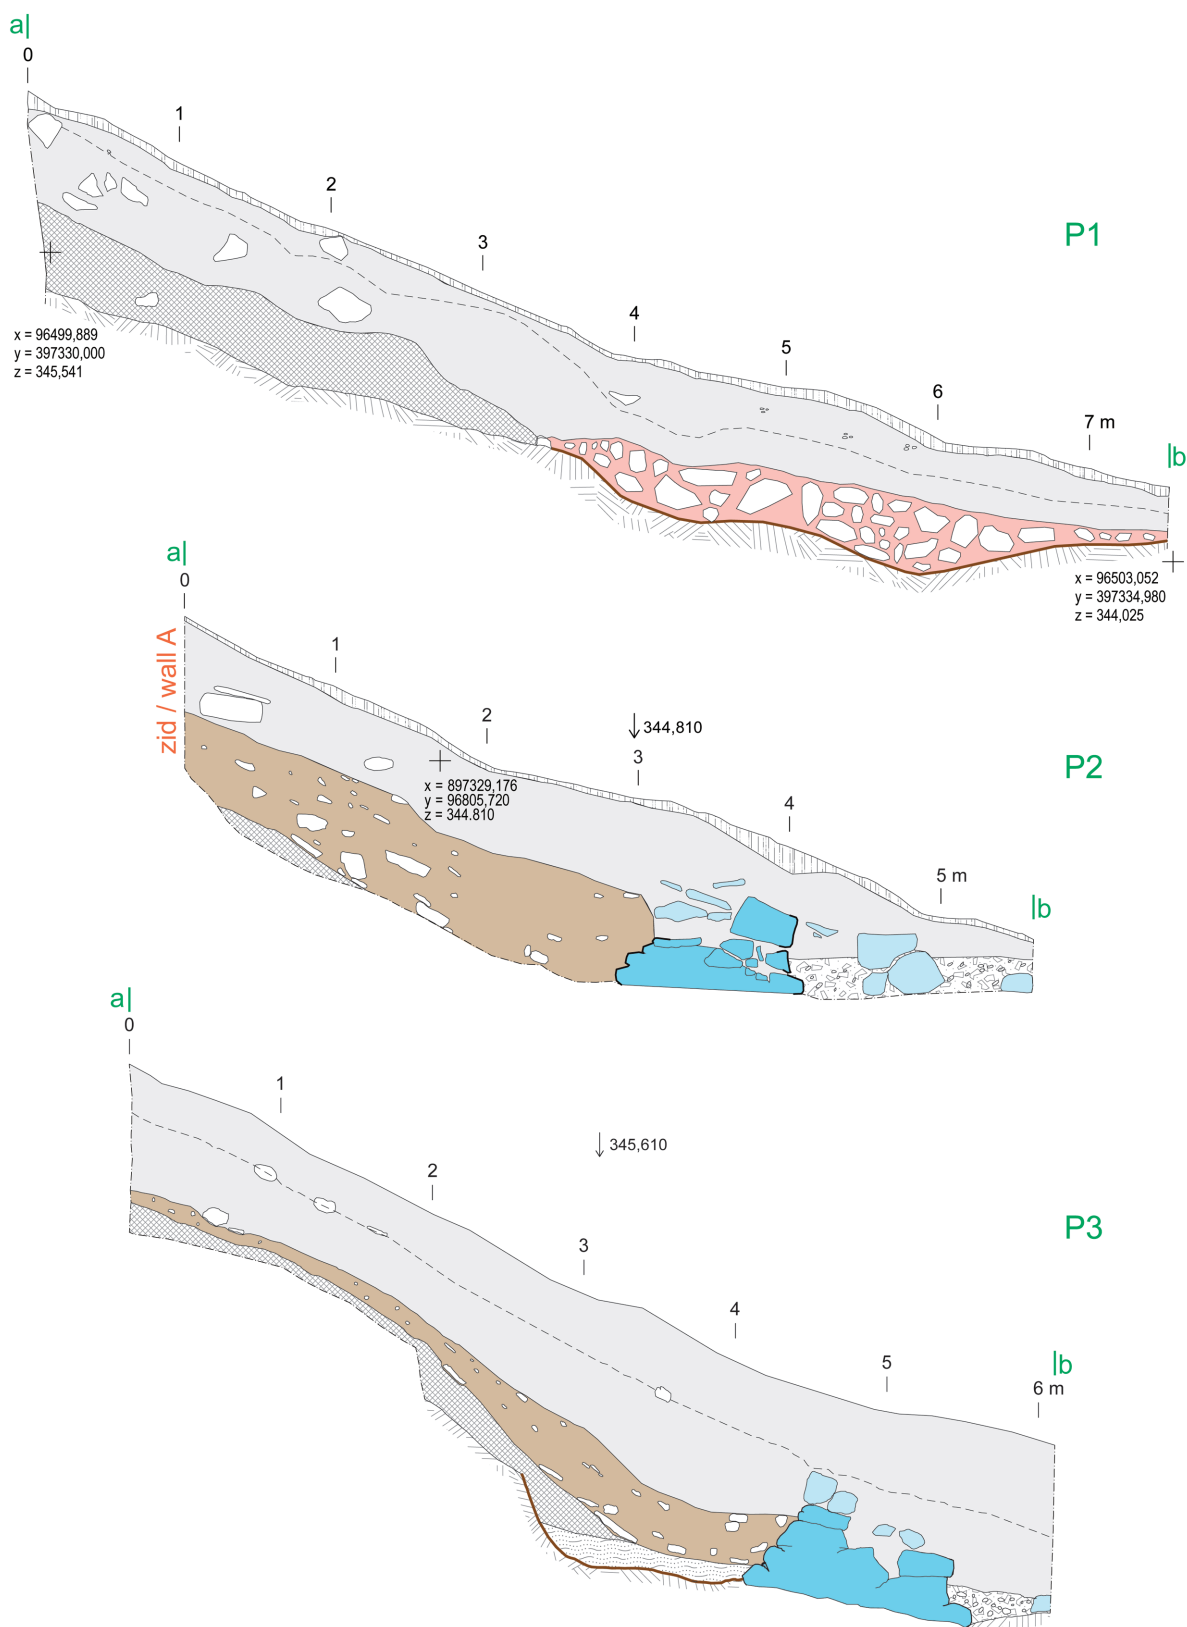 a|
0
1
2
3
P1
4
5
6
7 m
|b
x = 96499,889
y = 397330,000
z = 345,541
x = 96503,052
y = 397334,980
z = 344,025
a|
0
zid / wall A
1
2
344,810
3
P2
x = 897329,176
y = 96805,720
z = 344.810
4
5 m
|b
a|
0
1
345,610
2
P3
3
4
5
|b
6 m